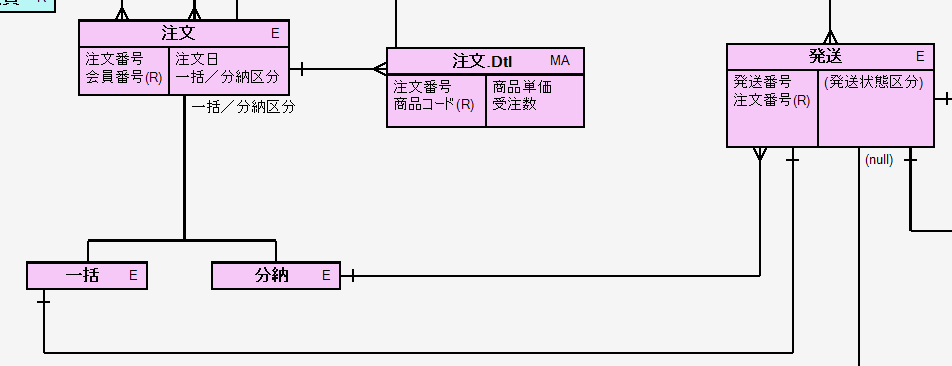 注文 E
注文番号
会員番号(R)
注文日
一括／分納区分
一括／分納区分
注文.Dtl MA
注文番号
商品コード(R)
商品単価
受注数
発送 E
発送番号
注文番号(R)
(発送状態区分)
(null)
一括 E
分納 E